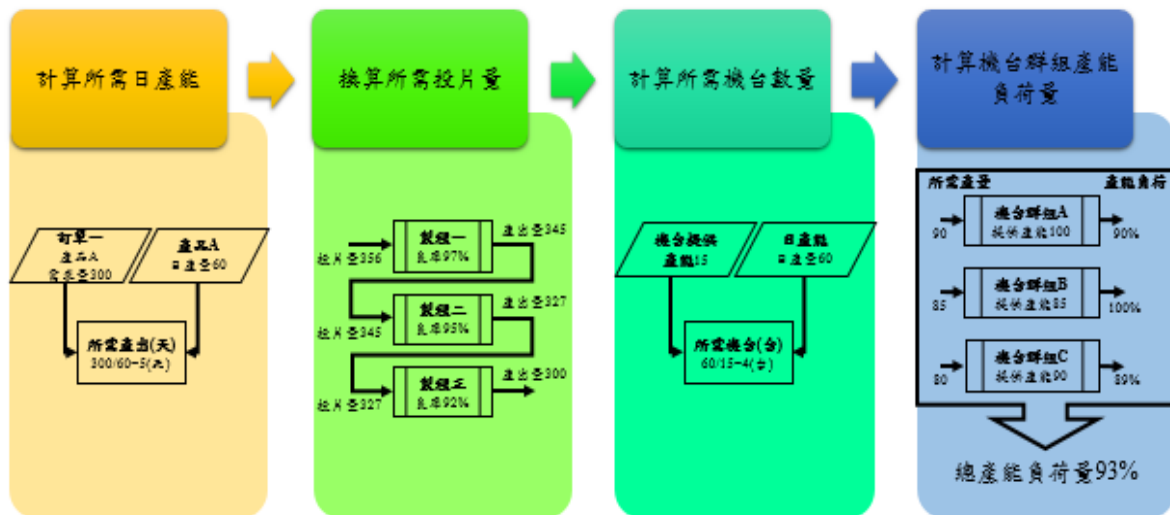 計算所需日產能
換算所需投片量
計算所需機台數量
計算機台群組產能
負荷量
訂單一
產品A
需求量300
產品A
日產量60
所需產出(天)
300/60=5(天)
投片量356
製程一
良率97%
產出量345
投片量345
製程二
良率95%
產出量327
投片量327
製程三
良率92%
產出量300
機台提供
產能15
日產能
日產量60
所需機台(台)
60/15=4(台)
所需產量
產能負荷
90
機台群組A
提供產能100
90%
85
機台群組B
提供產能85
100%
80
機台群組C
提供產能90
89%
總產能負荷量93%